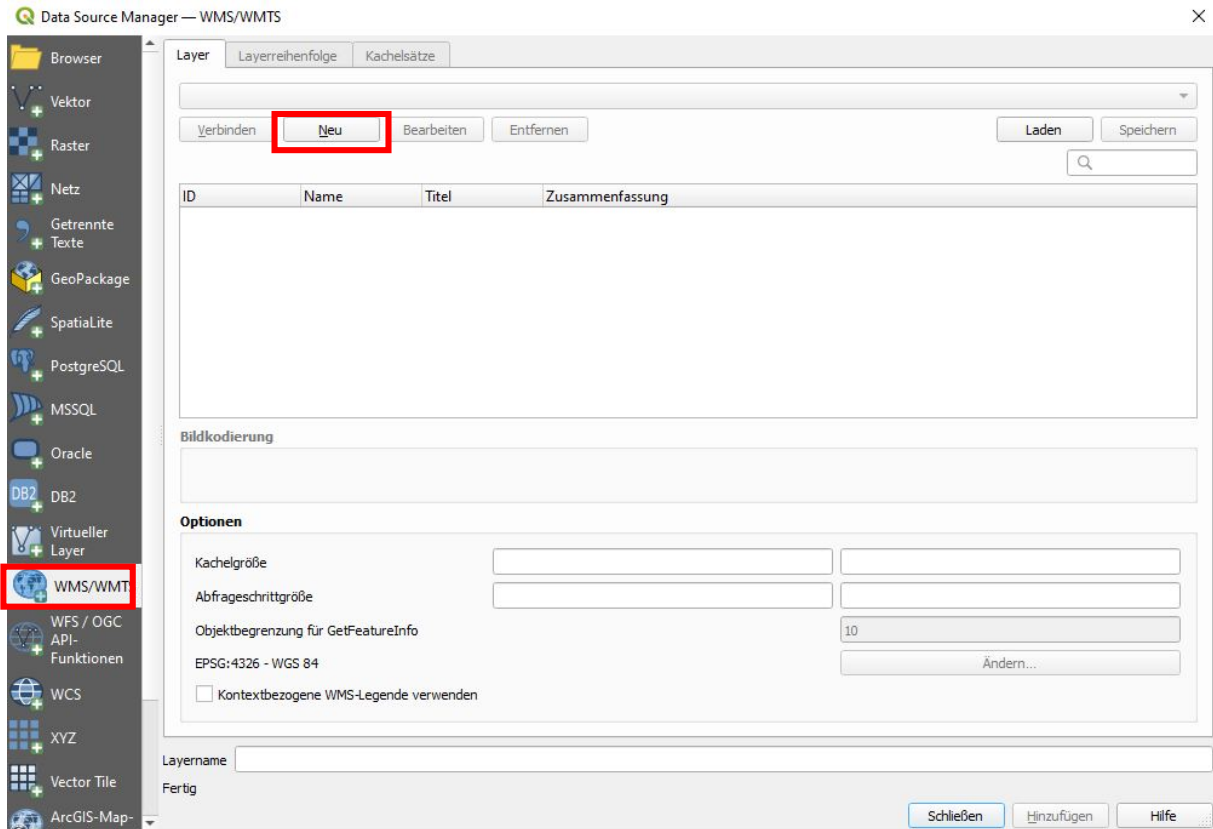 Data Source Manager — WMS/WMTS
Browser
Vektor
Raster
Netz
Getrennte
Texte
GeoPackage
SpatiaLite
PostgreSQL
MSSQL
Oracle
DB2
DB2
Virtueller
Layer
WMS/WMTS
WFS / OGC
API-
Funktionen
WCS
XYZ
Vector Tile
ArcGIS-Map-
Layer Layerreihenfolge Kachelsätze
Verbinden Neu Bearbeiten Entfernen Laden Speichern
ID Name Titel Zusammenfassung
Bildkodierung
Optionen
Kachelgröße
Abfrageschrittgröße
Objektbegrenzung für GetFeatureInfo 10
EPSG:4326 - WGS 84 Ändern...
Kontextbezogene WMS-Legende verwenden
Layername
Fertig
Schließen Hinzufügen Hilfe